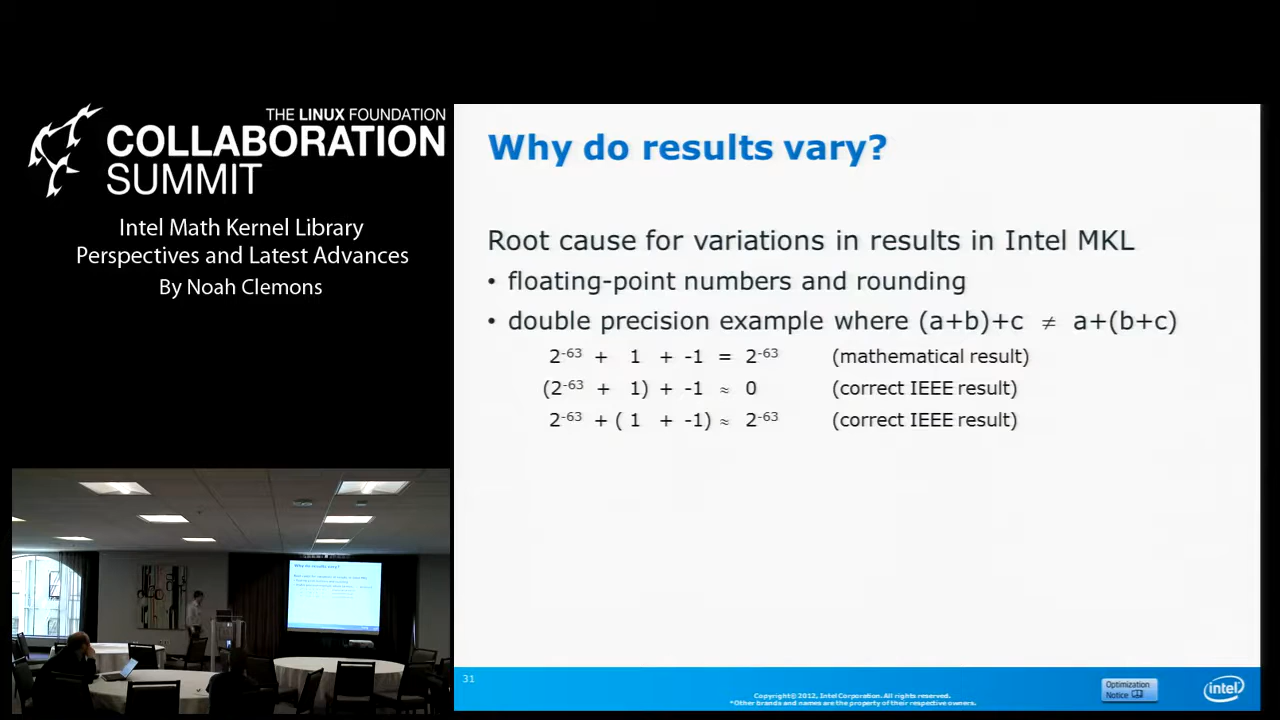 THE LINUX FOUNDATION
COLLABORATION
SUMMIT
Intel Math Kernel Library
Perspectives and Latest Advances
By Noah Clemons
Why do results vary?
Root cause for variations in results in Intel MKL
• floating-point numbers and rounding
• double precision example where (a+b)+c ≠ a+(b+c)
2⁻⁶³ + 1 + -1 = 2⁻⁶³ (mathematical result)
(2⁻⁶³ + 1) + -1 ≈ 0 (correct IEEE result)
2⁻⁶³ + ( 1 + -1) ≈ 2⁻⁶³ (correct IEEE result)
Why do results vary?
31
Copyright© 2012, Intel Corporation. All rights reserved.
*Other brands and names are the property of their respective owners.
Optimization
Notice
intel